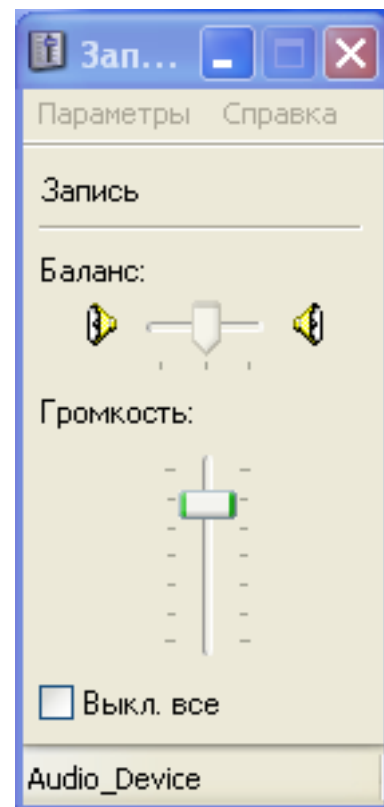 Зап...
Параметры Справка
Запись
Баланс:
Громкость:
Выкл. все
Audio_Device